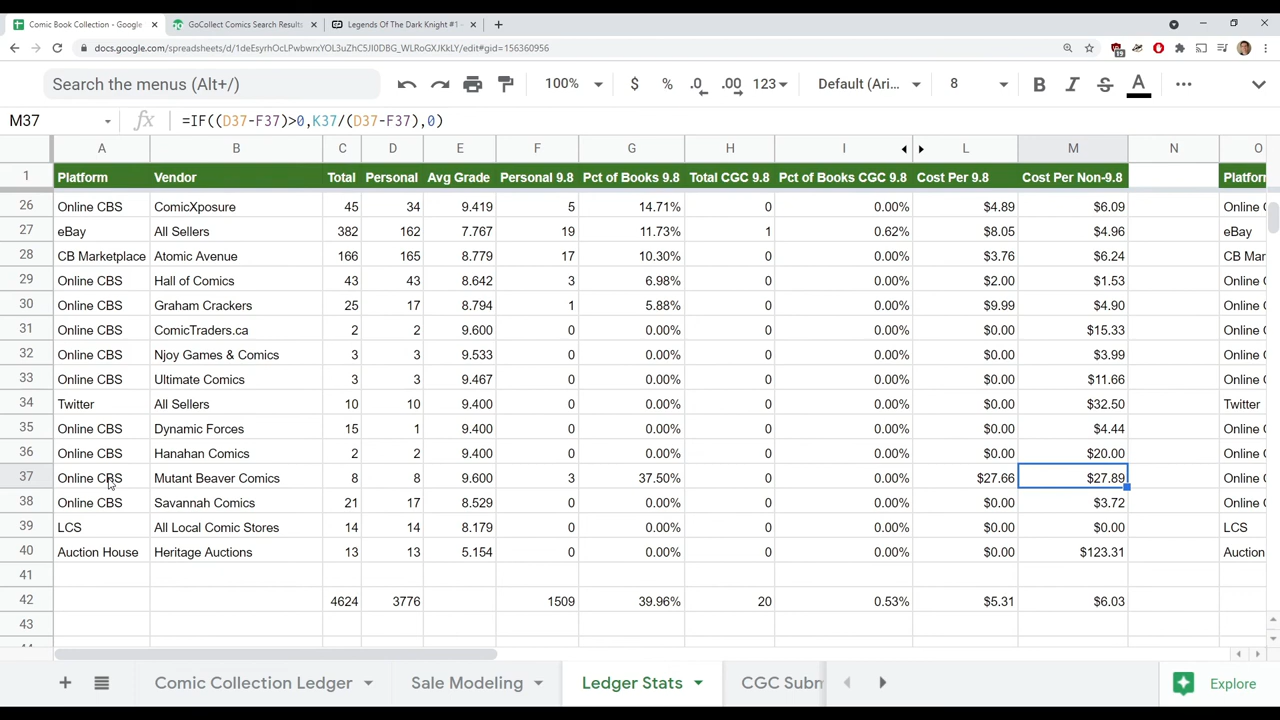 Comic Book Collection - Google
GoCollect Comics Search Results
CP Legends Of The Dark Knight #1 -
docs.google.com/spreadsheets/d/1deEsyrhOcLPwbwrxYOL3uZhC5JI0DBG_WLRoGXJKkLY/edit#gid=156360956
Search the menus (Alt+/) 100% $ % .0 .00 123 Default (Ari... 8 B I S A
M37 fx =IF((D37-F37)>0,K37/(D37-F37),0)
A B C D E F G H I L M N O
1 Platform Vendor Total Personal Avg Grade Personal 9.8 Pct of Books 9.8 Total CGC 9.8 Pct of Books CGC 9.8 Cost Per 9.8 Cost Per Non-9.8 Platform
26 Online CBS ComicXposure 45 34 9.419 5 14.71% 0 0.00% $4.89 $6.09 Online
27 eBay All Sellers 382 162 7.767 19 11.73% 1 0.62% $8.05 $4.96 eBay
28 CB Marketplace Atomic Avenue 166 165 8.779 17 10.30% 0 0.00% $3.76 $6.24 CB Mar
29 Online CBS Hall of Comics 43 43 8.642 3 6.98% 0 0.00% $2.00 $1.53 Online
30 Online CBS Graham Crackers 25 17 8.794 1 5.88% 0 0.00% $9.99 $4.90 Online
31 Online CBS ComicTraders.ca 2 2 9.600 0 0.00% 0 0.00% $0.00 $15.33 Online
32 Online CBS Njoy Games & Comics 3 3 9.533 0 0.00% 0 0.00% $0.00 $3.99 Online
33 Online CBS Ultimate Comics 3 3 9.467 0 0.00% 0 0.00% $0.00 $11.66 Online
34 Twitter All Sellers 10 10 9.400 0 0.00% 0 0.00% $0.00 $32.50 Twitter
35 Online CBS Dynamic Forces 15 1 9.400 0 0.00% 0 0.00% $0.00 $4.44 Online
36 Online CBS Hanahan Comics 2 2 9.400 0 0.00% 0 0.00% $0.00 $20.00 Online
37 Online CBS Mutant Beaver Comics 8 8 9.600 3 37.50% 0 0.00% $27.66 $27.89 Online
38 Online CBS Savannah Comics 21 17 8.529 0 0.00% 0 0.00% $0.00 $3.72 Online
39 LCS All Local Comic Stores 14 14 8.179 0 0.00% 0 0.00% $0.00 $0.00 LCS
40 Auction House Heritage Auctions 13 13 5.154 0 0.00% 0 0.00% $0.00 $123.31 Auction
41
42 4624 3776 1509 39.96% 20 0.53% $5.31 $6.03
43
Comic Collection Ledger Sale Modeling Ledger Stats CGC Subm Explore